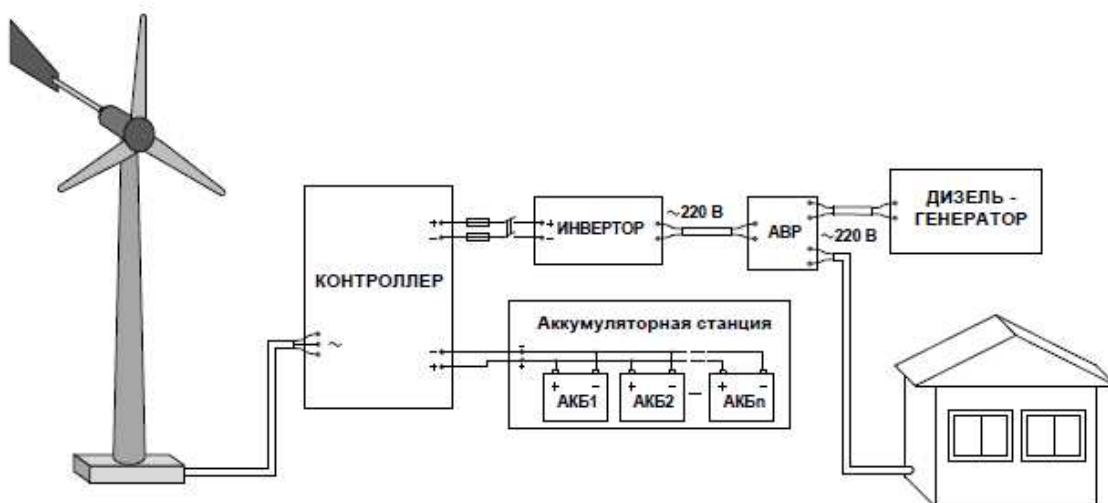 ДИЗЕЛЬ -
ГЕНЕРАТОР
~220 В
+ + ИНВЕРТОР АВР
− −
~220 В
КОНТРОЛЛЕР
Аккумуляторная станция
~
− −
+ +
+ − + − + −
АКБ1 АКБ2 АКБn